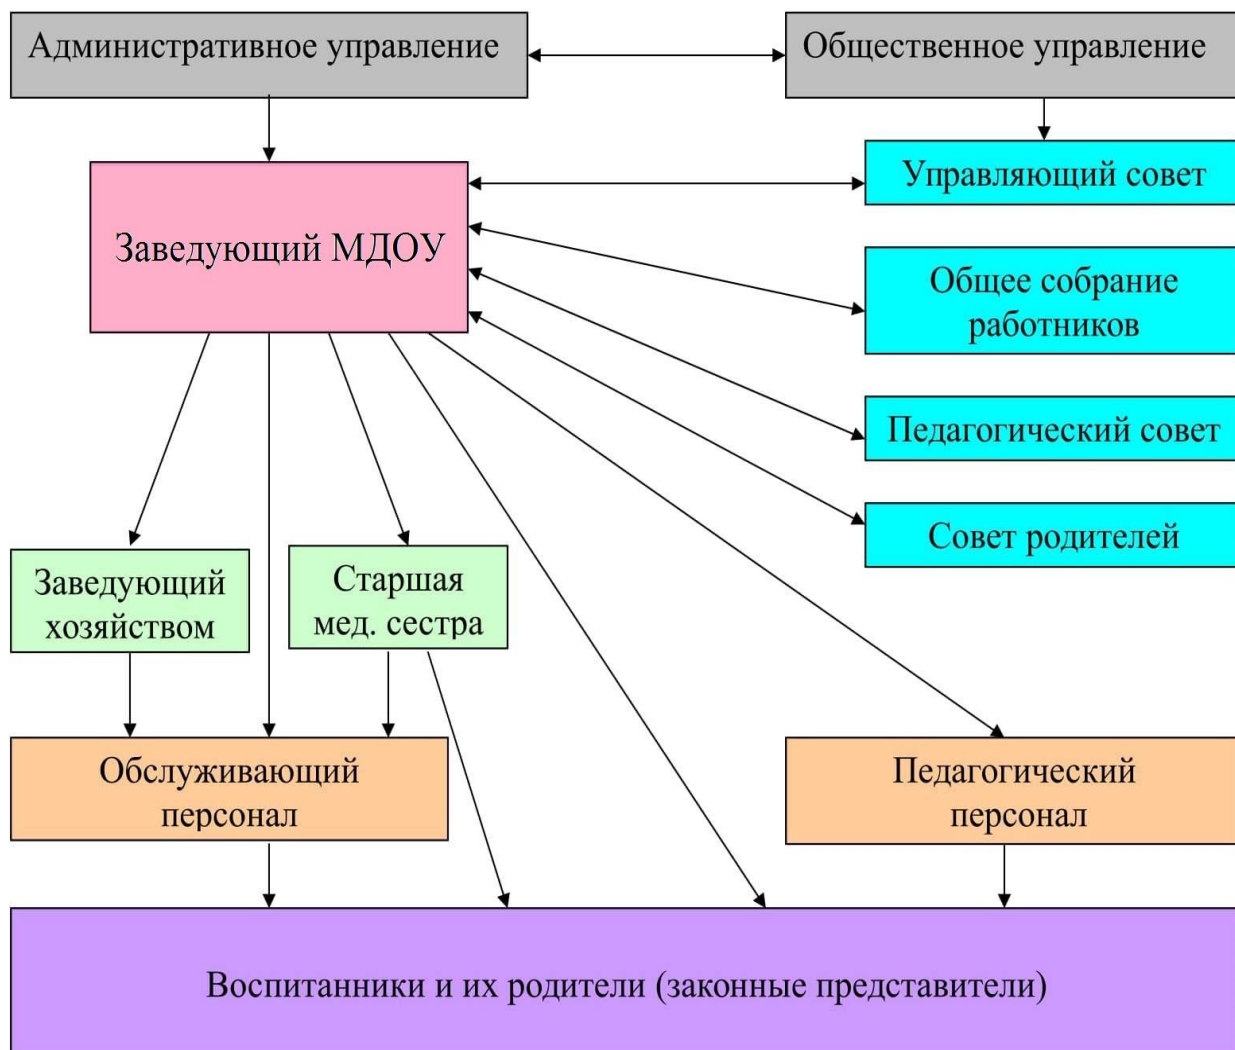 Административное управление
Общественное управление
Управляющий совет
Заведующий МДОУ
Общее собрание
работников
Педагогический совет
Совет родителей
Заведующий
хозяйством
Старшая
мед. сестра
Обслуживающий
персонал
Педагогический
персонал
Воспитанники и их родители (законные представители)